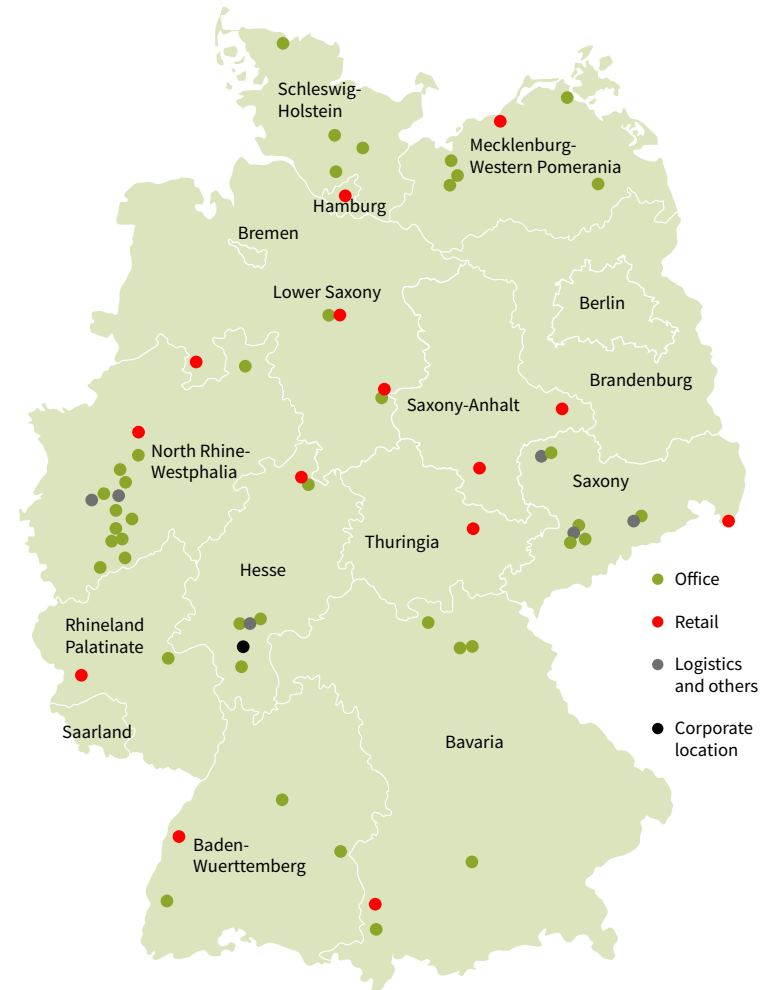 Schleswig-
Holstein
Mecklenburg-
Western Pomerania
Hamburg
Bremen
Lower Saxony
Berlin
Brandenburg
Saxony-Anhalt
North Rhine-
Westphalia
Saxony
Thuringia
Hesse
Office
Retail
Rhineland
Palatinate
Logistics
and others
Saarland
Bavaria
Corporate
location
Baden-
Wuerttemberg